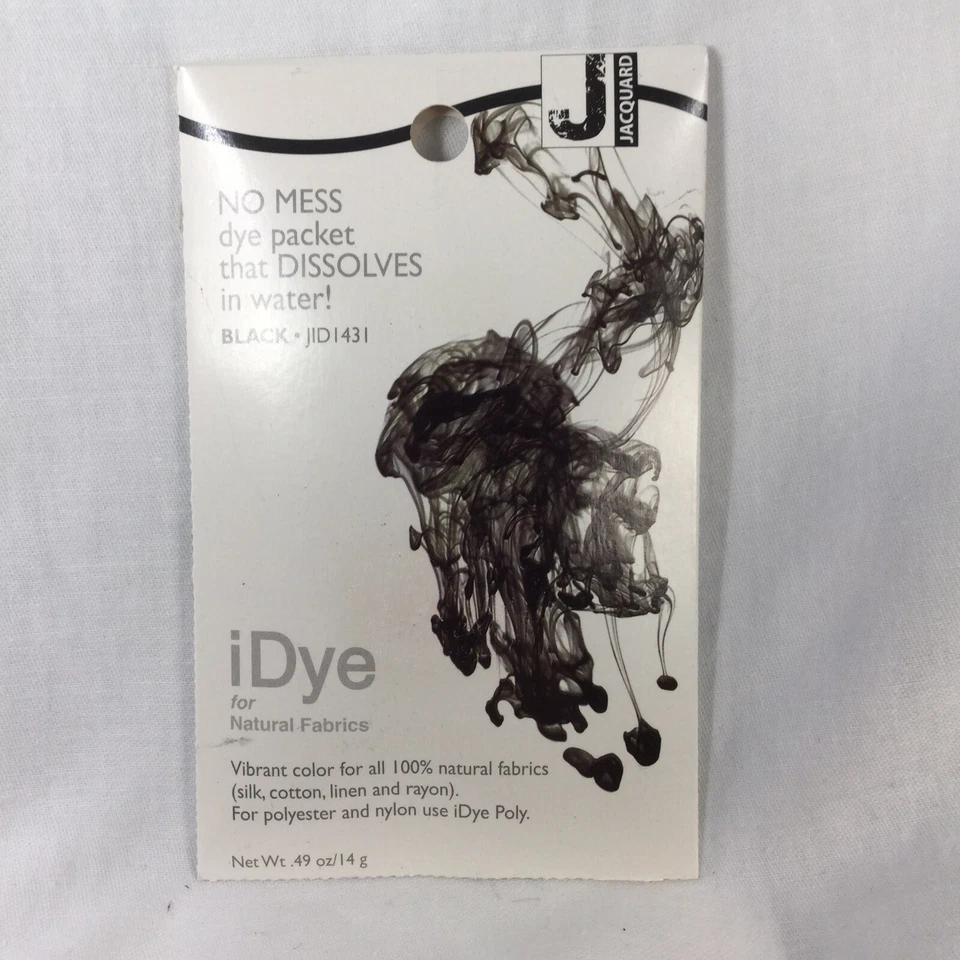 J
JACQUARD
NO MESS
dye packet
that DISSOLVES
in water!
BLACK • JID1431
iDye
for
Natural Fabrics
Vibrant color for all 100% natural fabrics
(silk, cotton, linen and rayon).
For polyester and nylon use iDye Poly.
Net Wt .49 oz/14 g